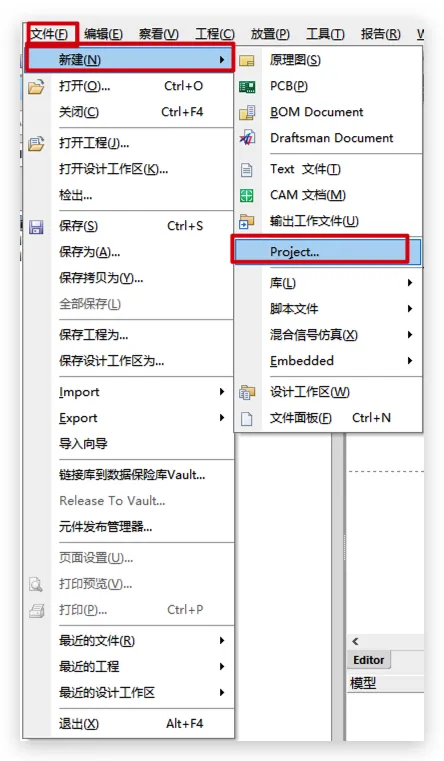 文件(F) 编辑(E) 察看(V) 工程(C) 放置(P) 工具(T) 报告(R) W
新建(N)
打开(O)... Ctrl+O
关闭(C) Ctrl+F4
打开工程(J)...
打开设计工作区(K)...
检出...
保存(S) Ctrl+S
保存为(A)...
保存拷贝为(Y)...
全部保存(L)
保存工程为...
保存设计工作区为...
Import
Export
导入向导
链接库到数据保险库Vault...
Release To Vault...
元件发布管理器...
页面设置(U)...
打印预览(V)...
打印(P)... Ctrl+P
最近的文件(R)
最近的工程
最近的设计工作区
退出(X) Alt+F4
原理图(S)
PCB(P)
BOM Document
Draftsman Document
Text 文件(T)
CAM 文档(M)
输出工作文件(U)
Project...
库(L)
脚本文件
混合信号仿真(X)
Embedded
设计工作区(W)
文件面板(F) Ctrl+N
Editor
模型